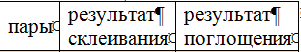 пары
результат
склеивания
результат
поглощения